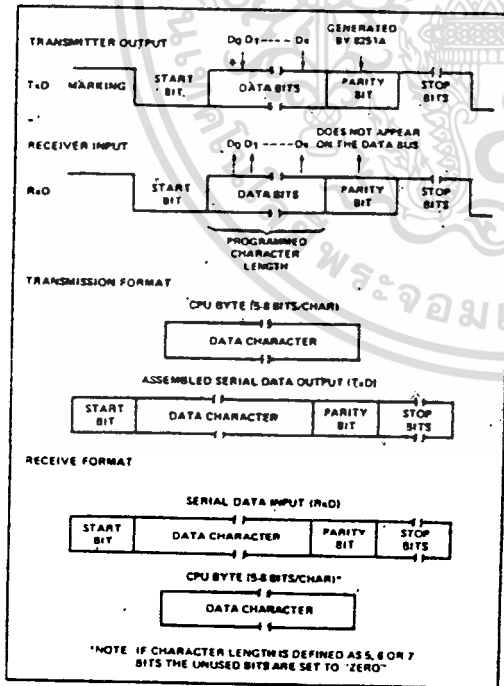 GENERATED
TRANSMITTER OUTPUT D0 D1 ---- Dx BY 8251A
TxD MARKING START BIT DATA BITS PARITY BIT STOP BITS
RECEIVER INPUT D0 D1 ---- Dx DOES NOT APPEAR ON THE DATA BUS
RxD START BIT DATA BITS PARITY BIT STOP BITS
PROGRAMMED
CHARACTER
LENGTH
TRANSMISSION FORMAT
CPU BYTE (5-8 BITS/CHAR)
DATA CHARACTER
ASSEMBLED SERIAL DATA OUTPUT (TxD)
START BIT DATA CHARACTER PARITY BIT STOP BITS
RECEIVE FORMAT
SERIAL DATA INPUT (RxD)
START BIT DATA CHARACTER PARITY BIT STOP BITS
CPU BYTE (5-8 BITS/CHAR)*
DATA CHARACTER
*NOTE IF CHARACTER LENGTH IS DEFINED AS 5, 6 OR 7
BITS THE UNUSED BITS ARE SET TO "ZERO"